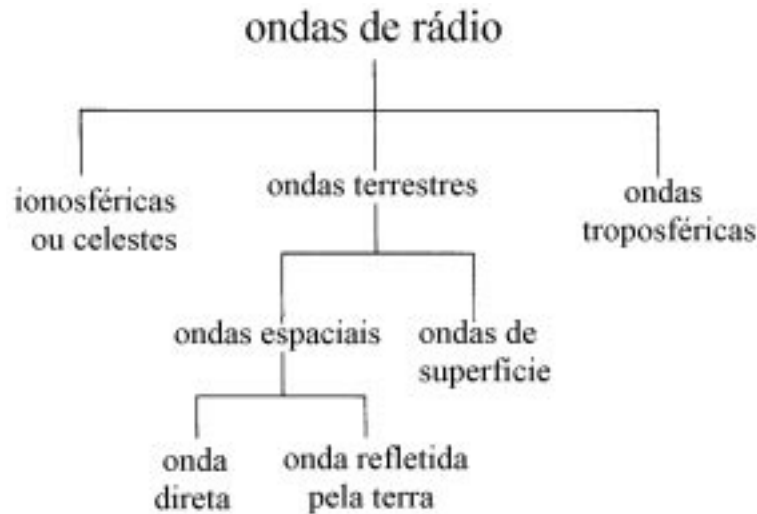 ondas de rádio
ionosféricas
ou celestes
ondas terrestres
ondas
troposféricas
ondas espaciais
ondas de
superfície
onda
direta
onda refletida
pela terra